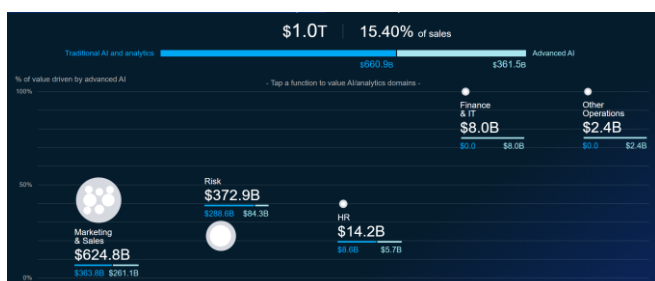 $1.0T | 15.40% of sales
Traditional AI and analytics
Advanced AI
$660.9B
$361.5B
% of value driven by advanced AI
- Tap a function to value AI/analytics domains -
100%
Finance
& IT
$8.0B
$0.0 $8.0B
Other
Operations
$2.4B
$0.0 $2.4B
50%
Risk
$372.9B
$288.6B $84.3B
HR
$14.2B
$8.6B $5.7B
Marketing
& Sales
$624.8B
$363.8B $261.1B
0%